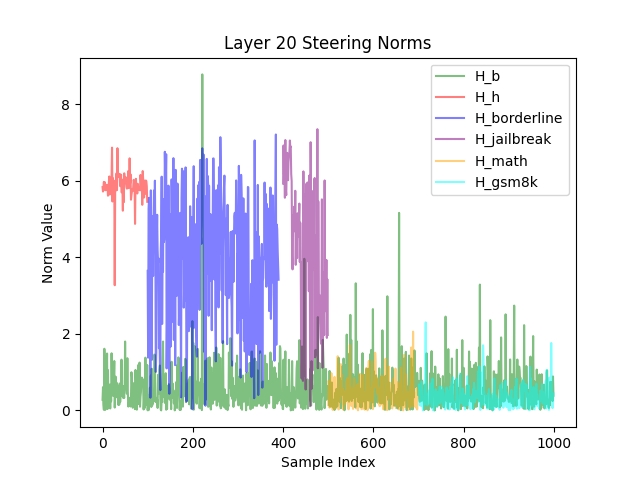 Layer 20 Steering Norms
H_b
H_h
H_borderline
H_jailbreak
H_math
H_gsm8k
8
6
4
2
0
Norm Value
0 200 400 600 800 1000
Sample Index